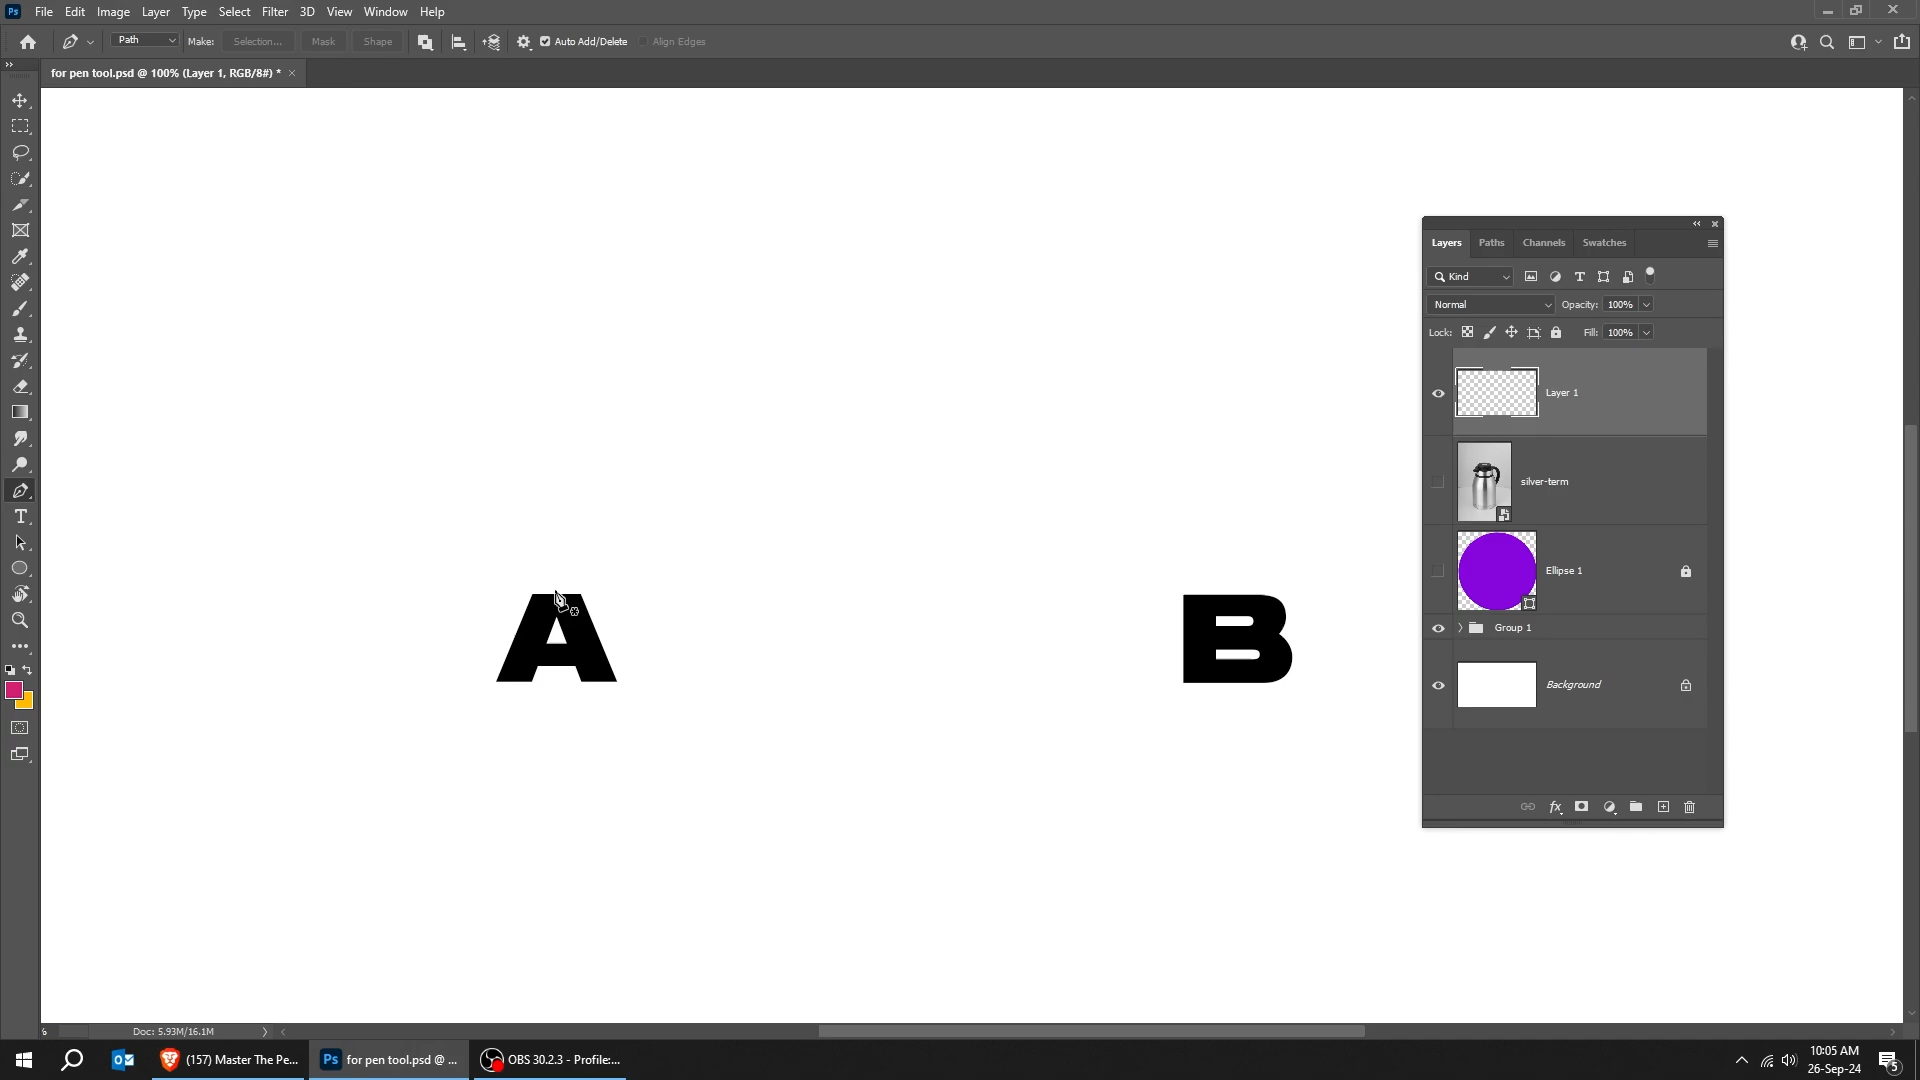 Ps File Edit Image Layer Type Select Filter 3D View Window Help
Path Make: Selection... Mask Shape Auto Add/Delete Align Edges
for pen tool.psd @ 100% (Layer 1, RGB/8#) * ×
Layers Paths Channels Swatches
Kind
Normal Opacity: 100%
Lock: Fill: 100%
Layer 1
silver-term
Ellipse 1
Group 1
Background
A B
Doc: 5.93M/16.1M
(157) Master The Pe...
Ps for pen tool.psd @ ...
OBS 30.2.3 - Profile:...
10:05 AM
26-Sep-24
5